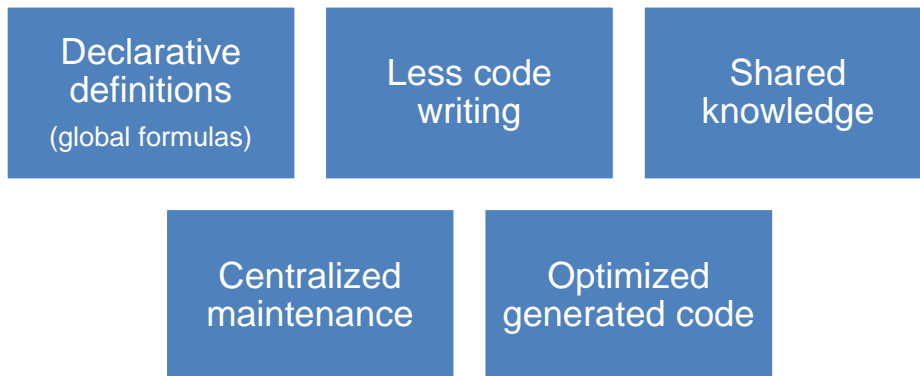 Declarative
definitions
(global formulas)
Less code
writing
Shared
knowledge
Centralized
maintenance
Optimized
generated code